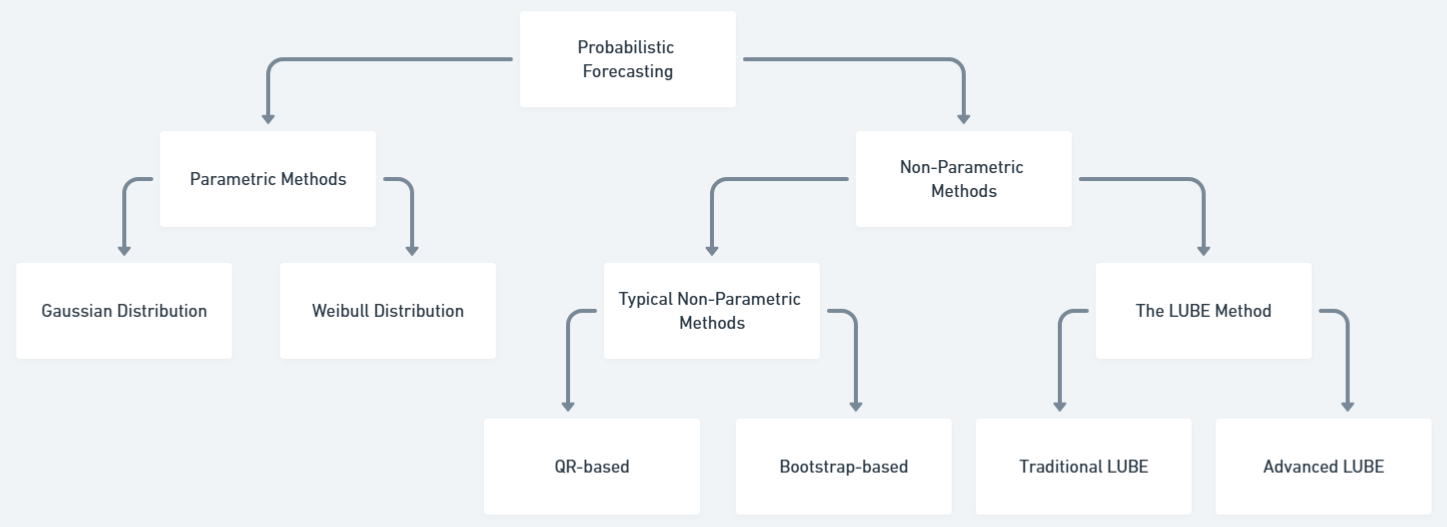 Probabilistic
Forecasting
Parametric Methods
Non-Parametric
Methods
Gaussian Distribution
Weibull Distribution
Typical Non-Parametric
Methods
The LUBE Method
QR-based
Bootstrap-based
Traditional LUBE
Advanced LUBE